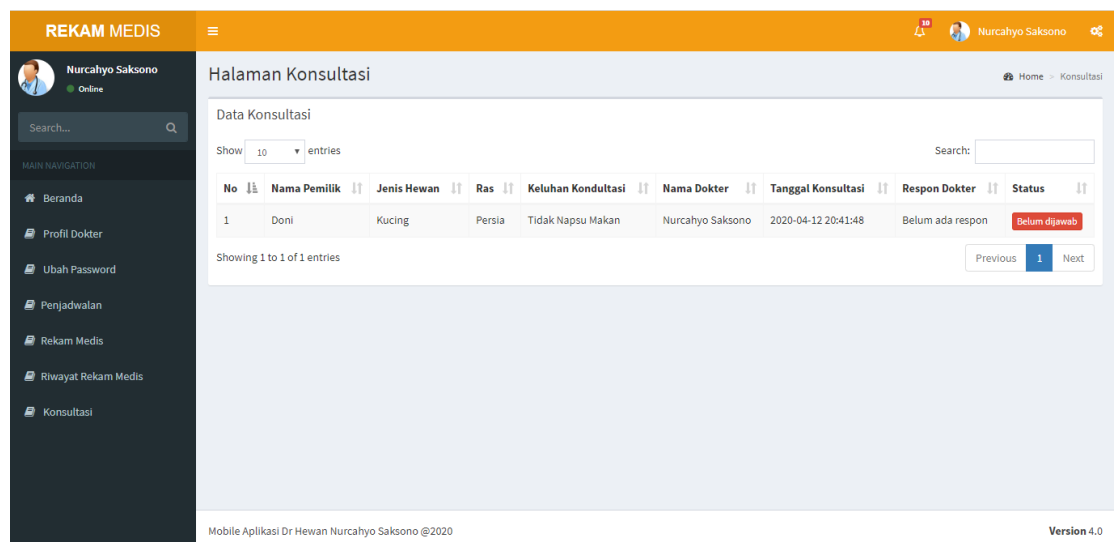 REKAM MEDIS
10
Nurcahyo Saksono
Nurcahyo Saksono
Online
Search...
MAIN NAVIGATION
Beranda
Profil Dokter
Ubah Password
Penjadwalan
Rekam Medis
Riwayat Rekam Medis
Konsultasi
Halaman Konsultasi
Home > Konsultasi
Data Konsultasi
Show 10 entries
Search:
No Nama Pemilik Jenis Hewan Ras Keluhan Kondultasi Nama Dokter Tanggal Konsultasi Respon Dokter Status
1 Doni Kucing Persia Tidak Napsu Makan Nurcahyo Saksono 2020-04-12 20:41:48 Belum ada respon Belum dijawab
Showing 1 to 1 of 1 entries
Previous 1 Next
Mobile Aplikasi Dr Hewan Nurcahyo Saksono @2020
Version 4.0